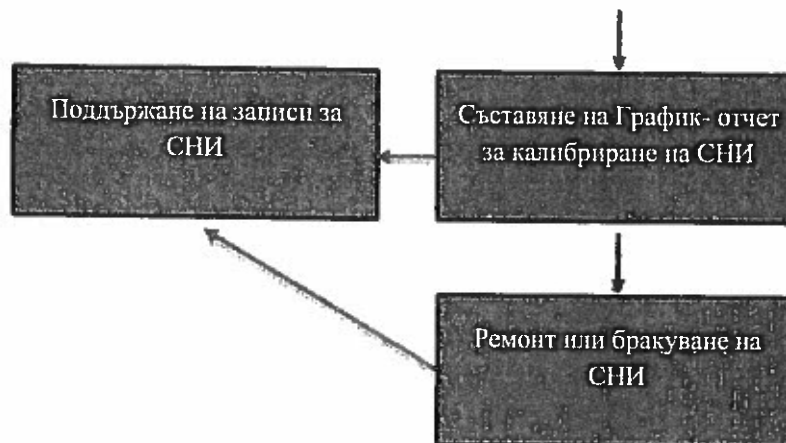 Поддържане на записи за
СНИ
Съставяне на График- отчет
за калибриране на СНИ
Ремонт или бракуване на
СНИ